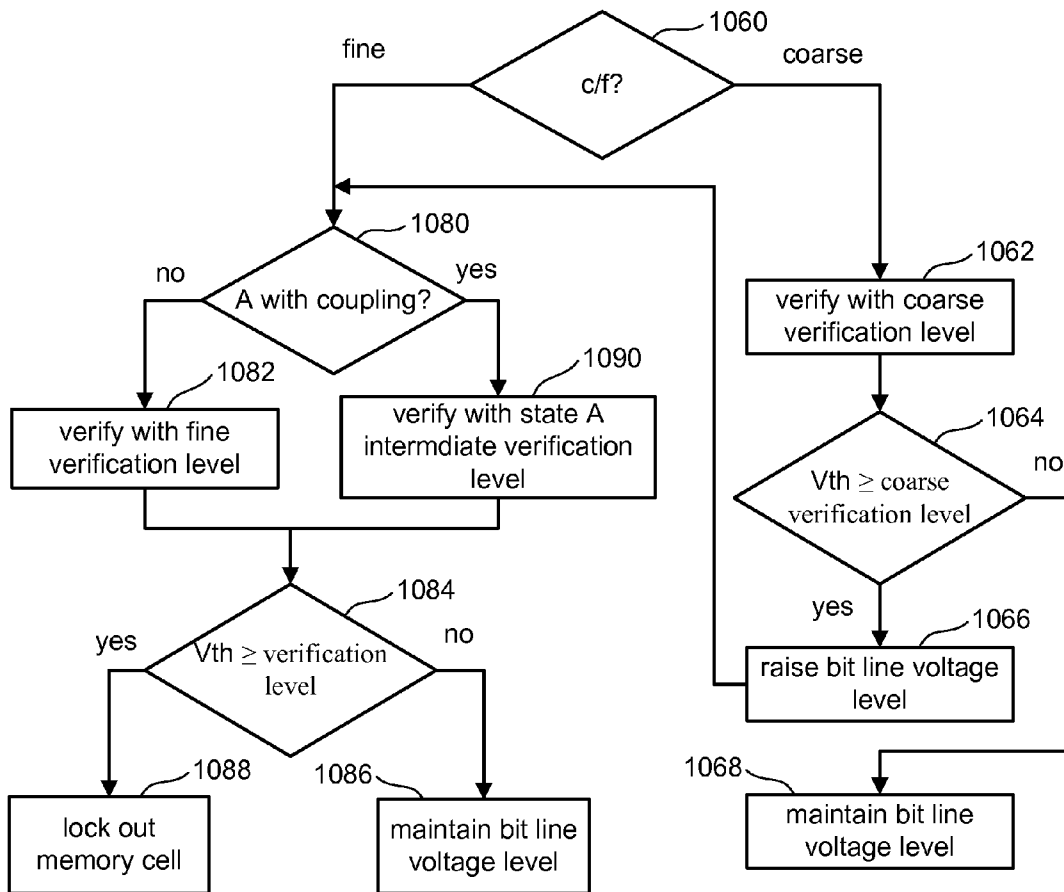 1060
fine
coarse
c/f?
1080
no
yes
A with coupling?
1062
verify with coarse
verification level
1082
verify with fine
verification level
1090
verify with state A
intermdiate verification
level
1064
no
Vth ≥ coarse
verification level
yes
1084
yes
no
Vth ≥ verification
level
1066
raise bit line voltage
level
1088
lock out
memory cell
1086
maintain bit line
voltage level
1068
maintain bit line
voltage level